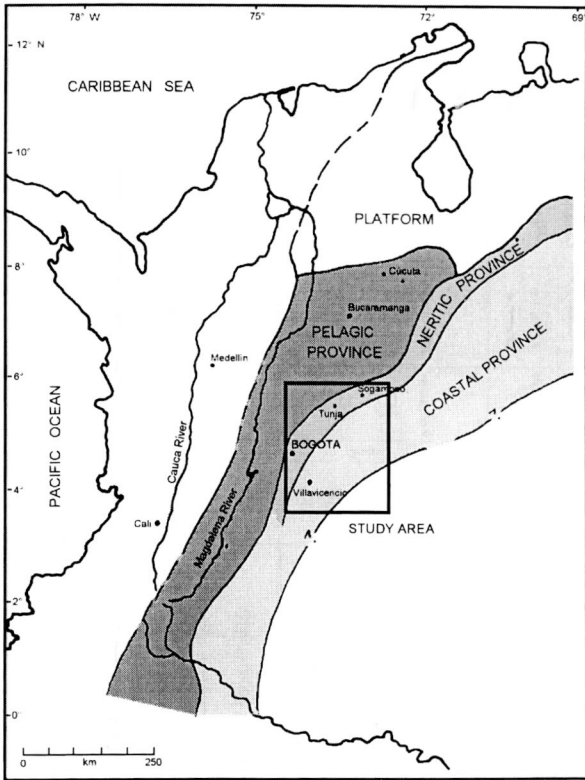 78° W
75°
72°
69°
12° N
CARIBBEAN SEA
10°
PLATFORM
8°
Cúcuta
NERITIC PROVINCE
Bucaramanga
PELAGIC
PROVINCE
COASTAL PROVINCE
Medellin
6°
Sogamoso
Tunja
PACIFIC OCEAN
Cauca River
BOGOTA
Villavicencio
4°
Cali
Magdalena River
STUDY AREA
2°
0°
0
250
km